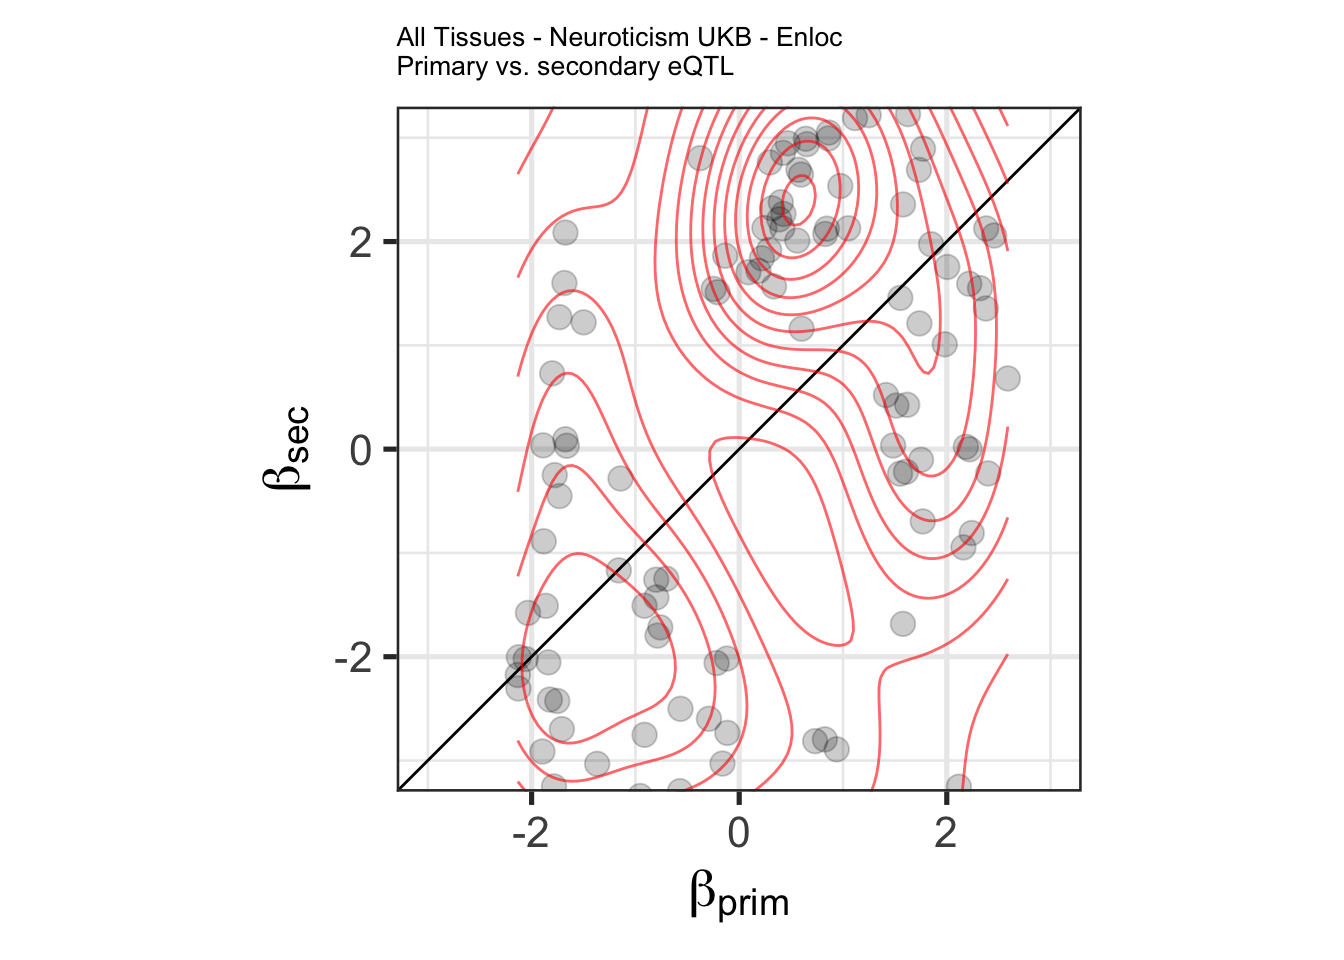 All Tissues - Neuroticism UKB - Enloc
Primary vs. secondary eQTL
2
0
-2
βsec
-2 0 2
βprim